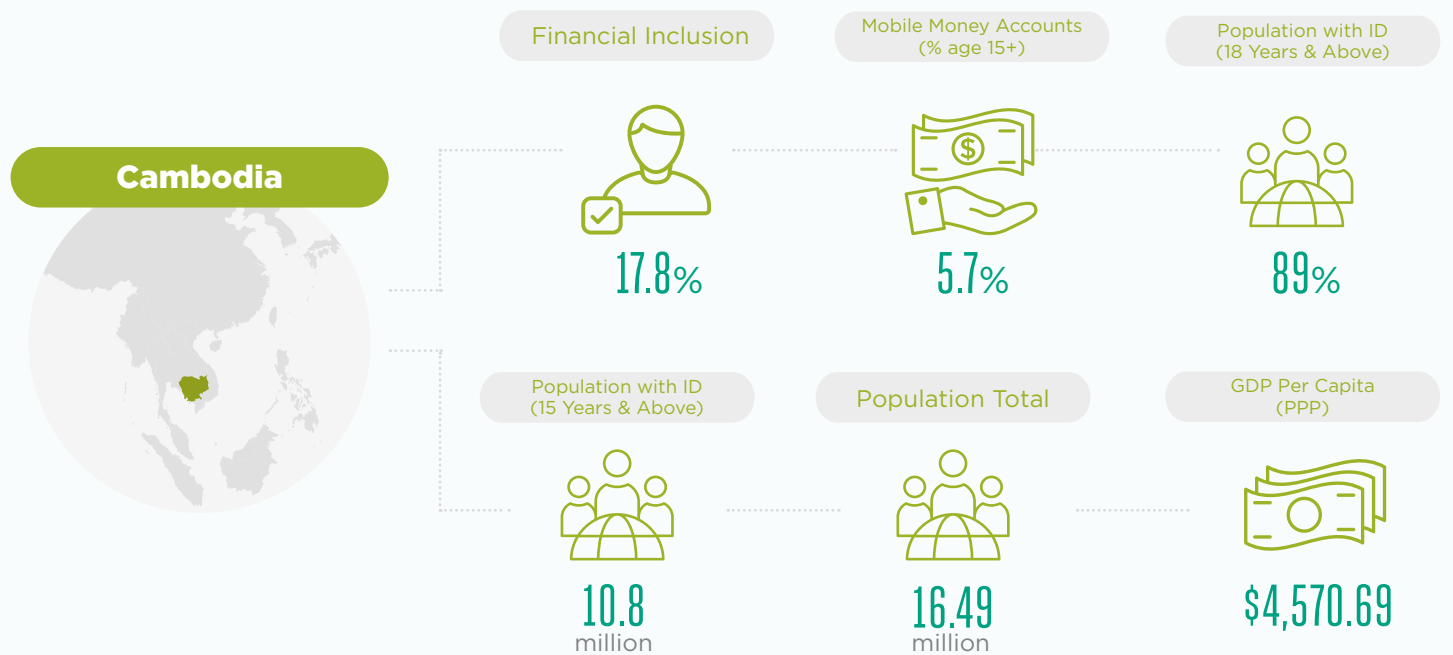 Cambodia
Financial Inclusion
17.8%
Mobile Money Accounts
(% age 15+)
$
5.7%
Population with ID
(18 Years & Above)
89%
Population with ID
(15 Years & Above)
10.8
million
Population Total
16.49
million
GDP Per Capita
(PPP)
$4,570.69